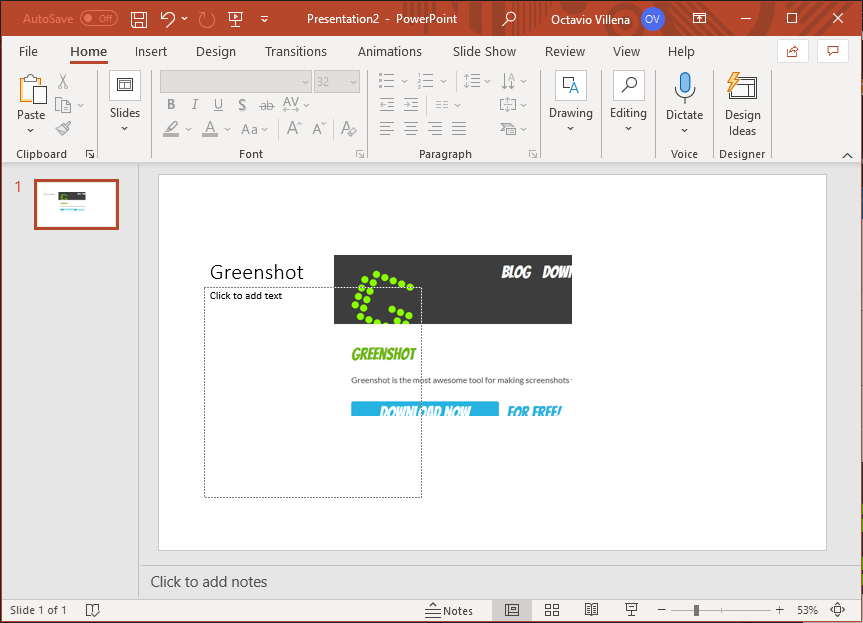 AutoSave Off Presentation2 - PowerPoint Octavio Villena OV
File Home Insert Design Transitions Animations Slide Show Review View Help
Paste
Clipboard
Slides
32
B I U S ab AV
A Aa A A A
Font
Paragraph
Drawing
Editing
Dictate
Voice
Design
Ideas
Designer
1
Greenshot
Click to add text
BLOG DOWN
GREENSHOT
Greenshot is the most awesome tool for making screenshots
DOWNLOAD NOW FOR FREE!
Click to add notes
Slide 1 of 1 Notes 53%